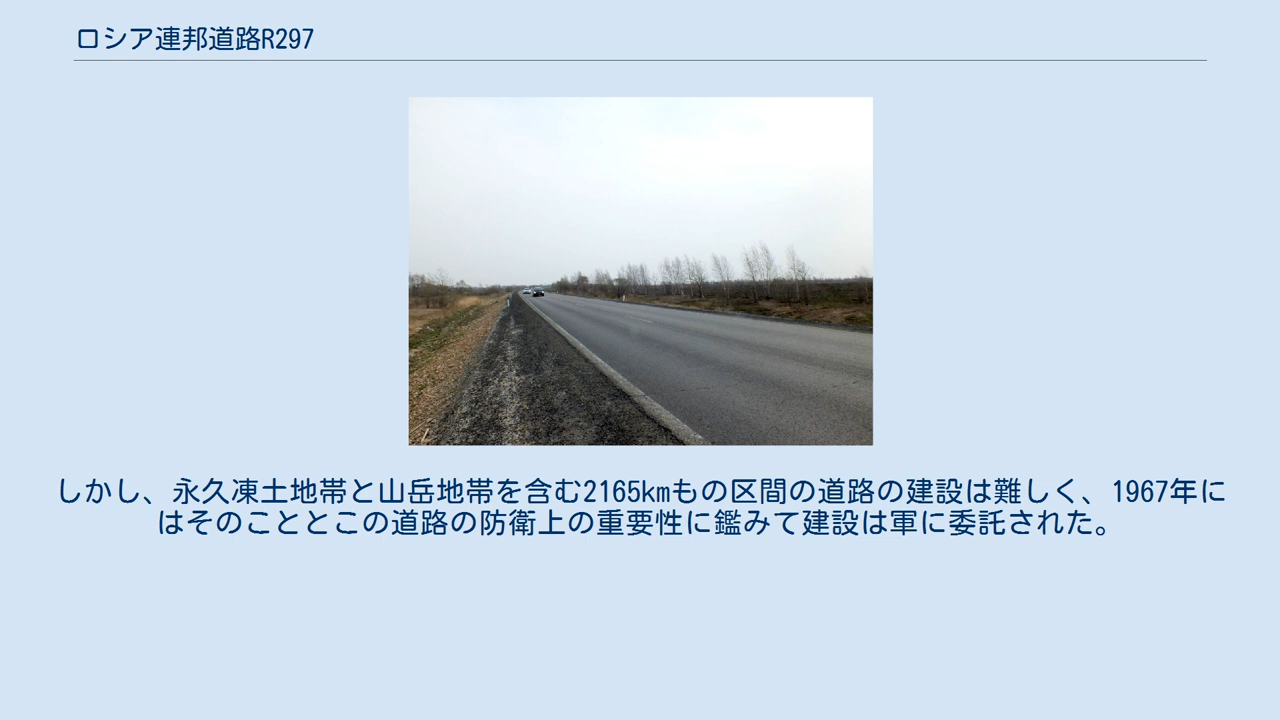 ロシア連邦道路R297
しかし、永久凍土地帯と山岳地帯を含む2165kmもの区間の道路の建設は難しく、1967年に
はそのこととこの道路の防衛上の重要性に鑑みて建設は軍に委託された。